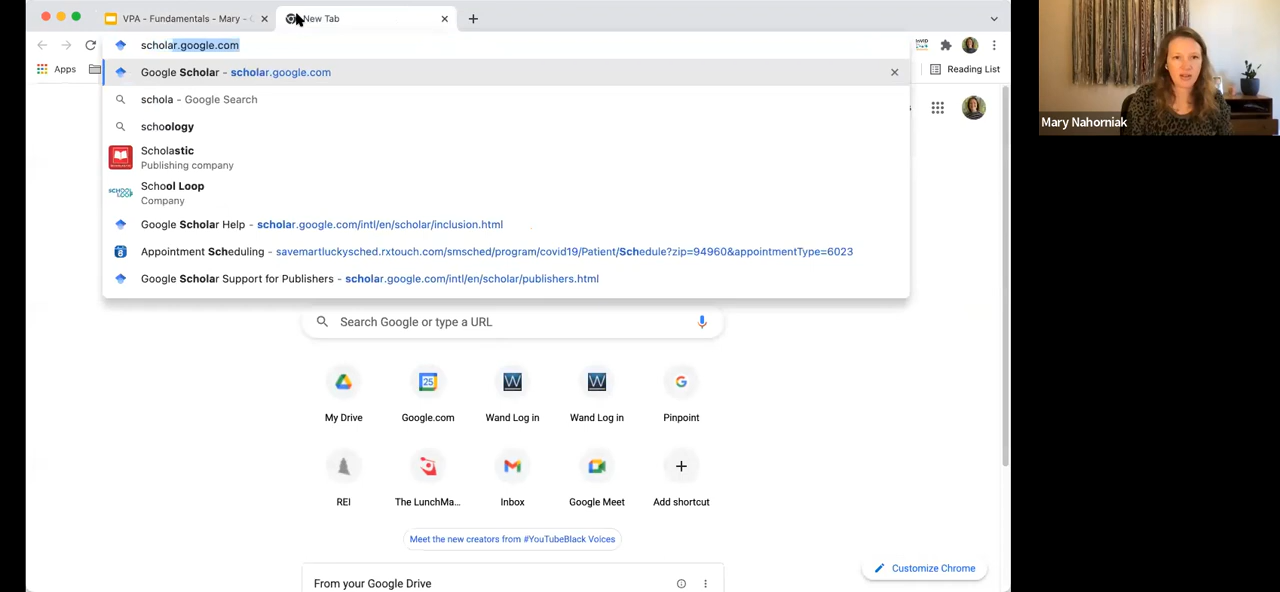 VPA - Fundamentals - Mary -
New Tab
scholar.google.com
Apps
Reading List
Google Scholar - scholar.google.com
schola - Google Search
schoology
Scholastic
Publishing company
School Loop
Company
Google Scholar Help - scholar.google.com/intl/en/scholar/inclusion.html
Appointment Scheduling - savemartluckysched.rxtouch.com/smsched/program/covid19/Patient/Schedule?zip=94960&appointmentType=6023
Google Scholar Support for Publishers - scholar.google.com/intl/en/scholar/publishers.html
Mary Nahorniak
Search Google or type a URL
My Drive
Google.com
Wand Log in
Wand Log in
Pinpoint
REI
The LunchMa...
Inbox
Google Meet
Add shortcut
Meet the new creators from #YouTubeBlack Voices
From your Google Drive
Customize Chrome